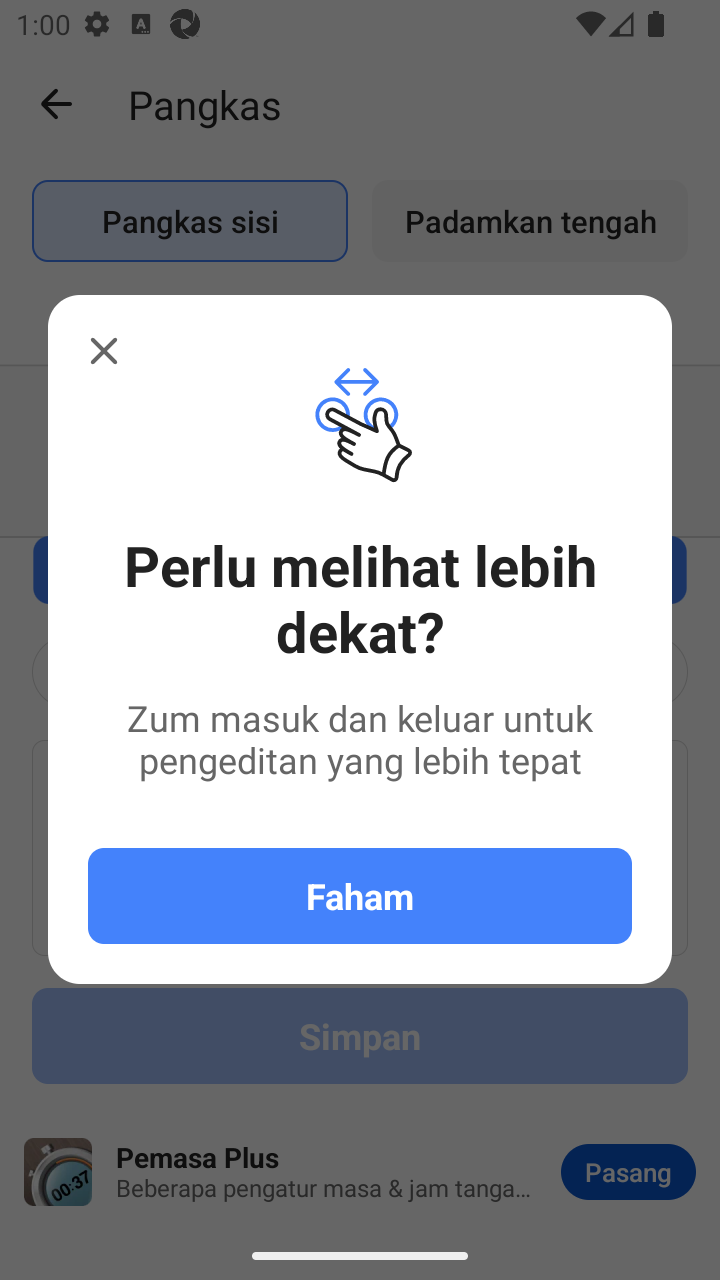 1:00
Pangkas
Pangkas sisi
Padamkan tengah
Perlu melihat lebih
dekat?
Zum masuk dan keluar untuk
pengeditan yang lebih tepat
Faham
Simpan
00:37
Pemasa Plus
Beberapa pengatur masa & jam tanga...
Pasang